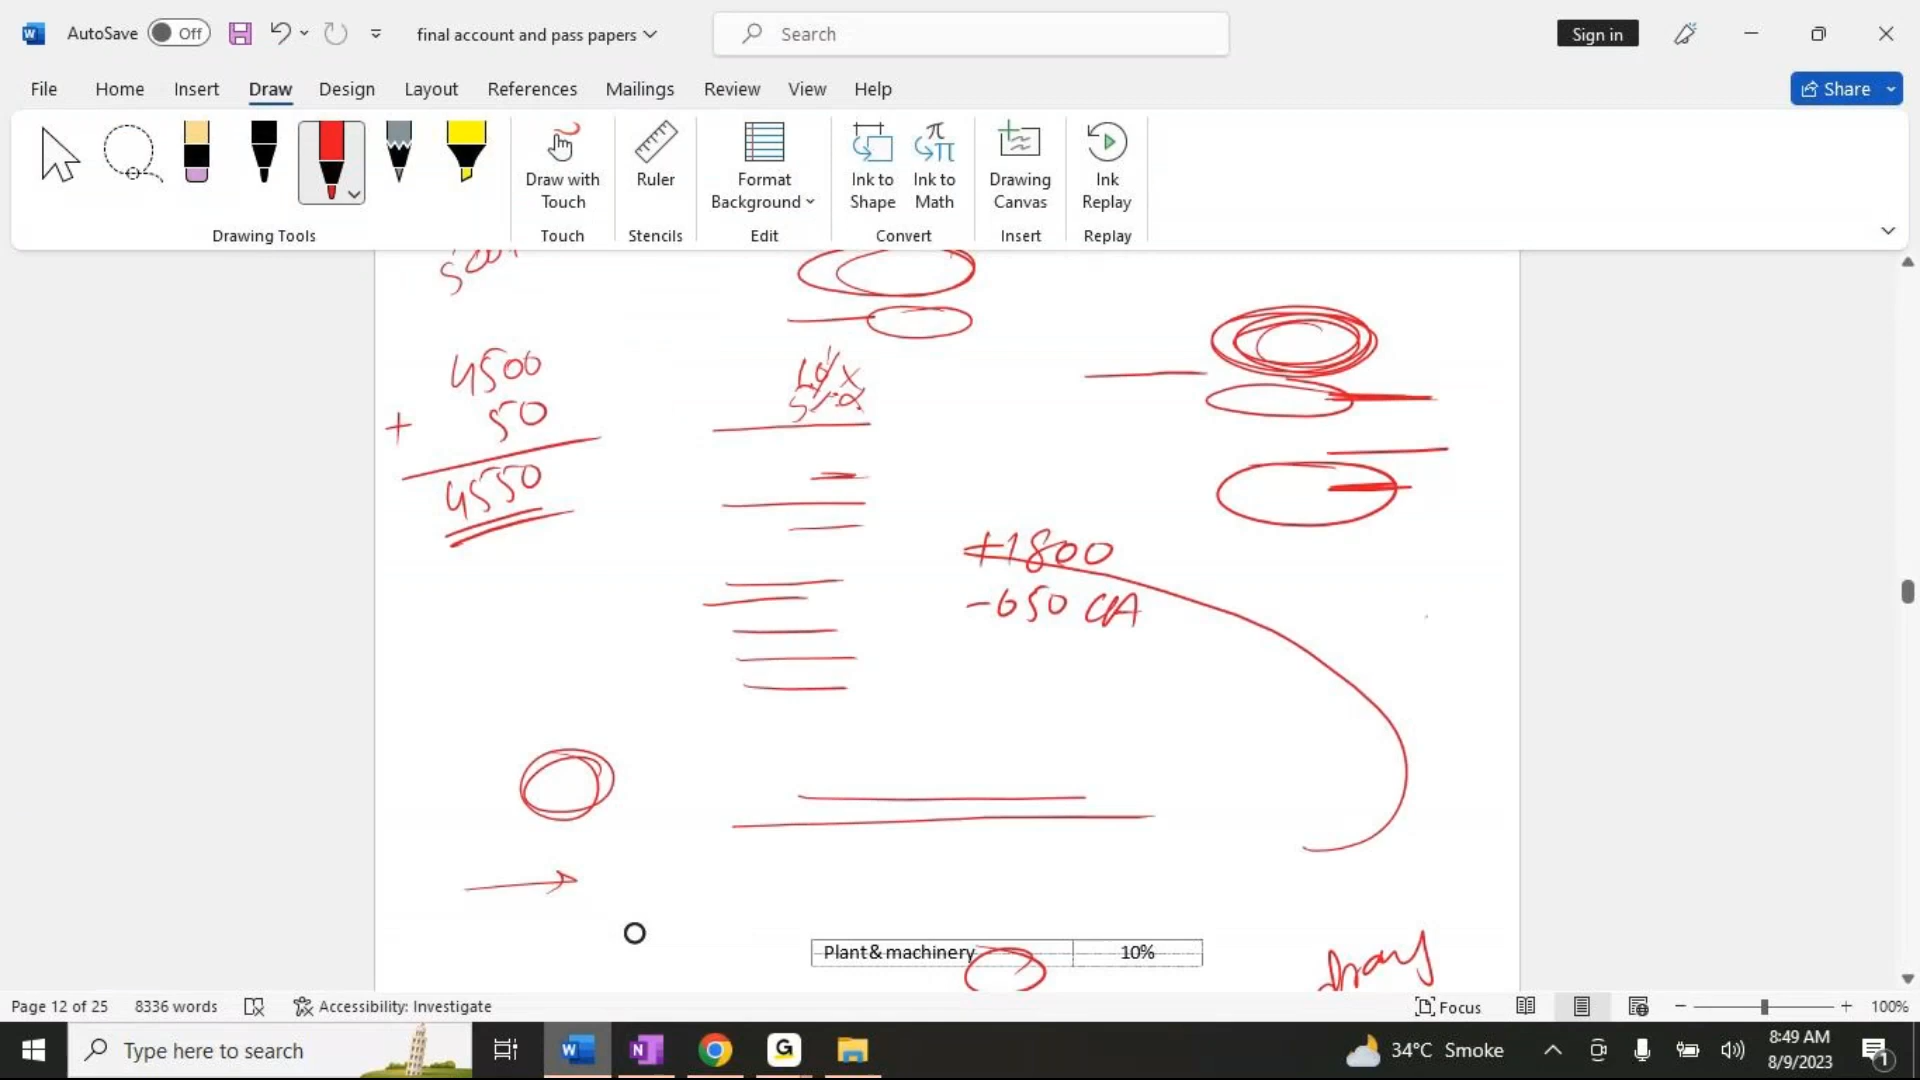 AutoSave Off final account and pass papers Search Sign in
File Home Insert Draw Design Layout References Mailings Review View Help Share
Draw with Touch
Ruler
Format Background
Ink to Shape
Ink to Math
Drawing Canvas
Ink Replay
Drawing Tools Touch Stencils Edit Convert Insert Replay
4500
+ 50
4550
+1800
-650 CA
Plant & machinery 10%
Page 12 of 25 8336 words Accessibility: Investigate Focus 100%
Type here to search 34°C Smoke 8:49 AM
8/9/2023
1